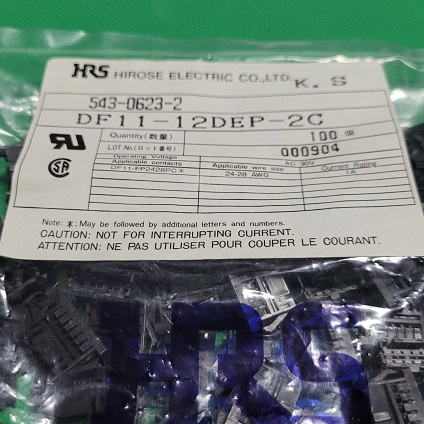 HRS HIROSE ELECTRIC CO.,LTD. K. S
543-0623-2
DF11-12DEP-2C
Quantity (数量) 100 個
LOT No.(ロット番号) 000904
Operating Voltage AC 30V
Applicable contacts Applicable wire size Current Rating
DF11-EP2428PC* 24-28 AWG 1A
Note: *: May be followed by additional letters and numbers.
CAUTION: NOT FOR INTERRUPTING CURRENT.
ATTENTION: NE PAS UTILISER POUR COUPER LE COURANT.
HRS